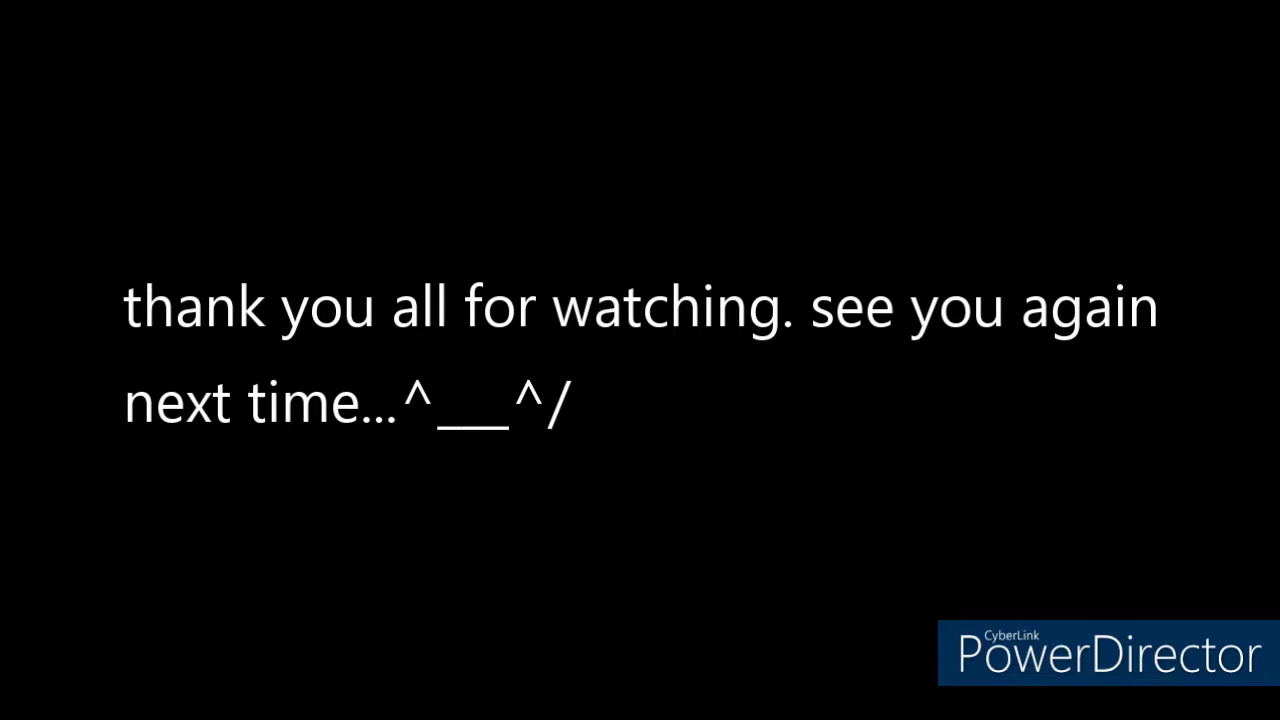 thank you all for watching. see you again
next time...^___^/
CyberLink
PowerDirector